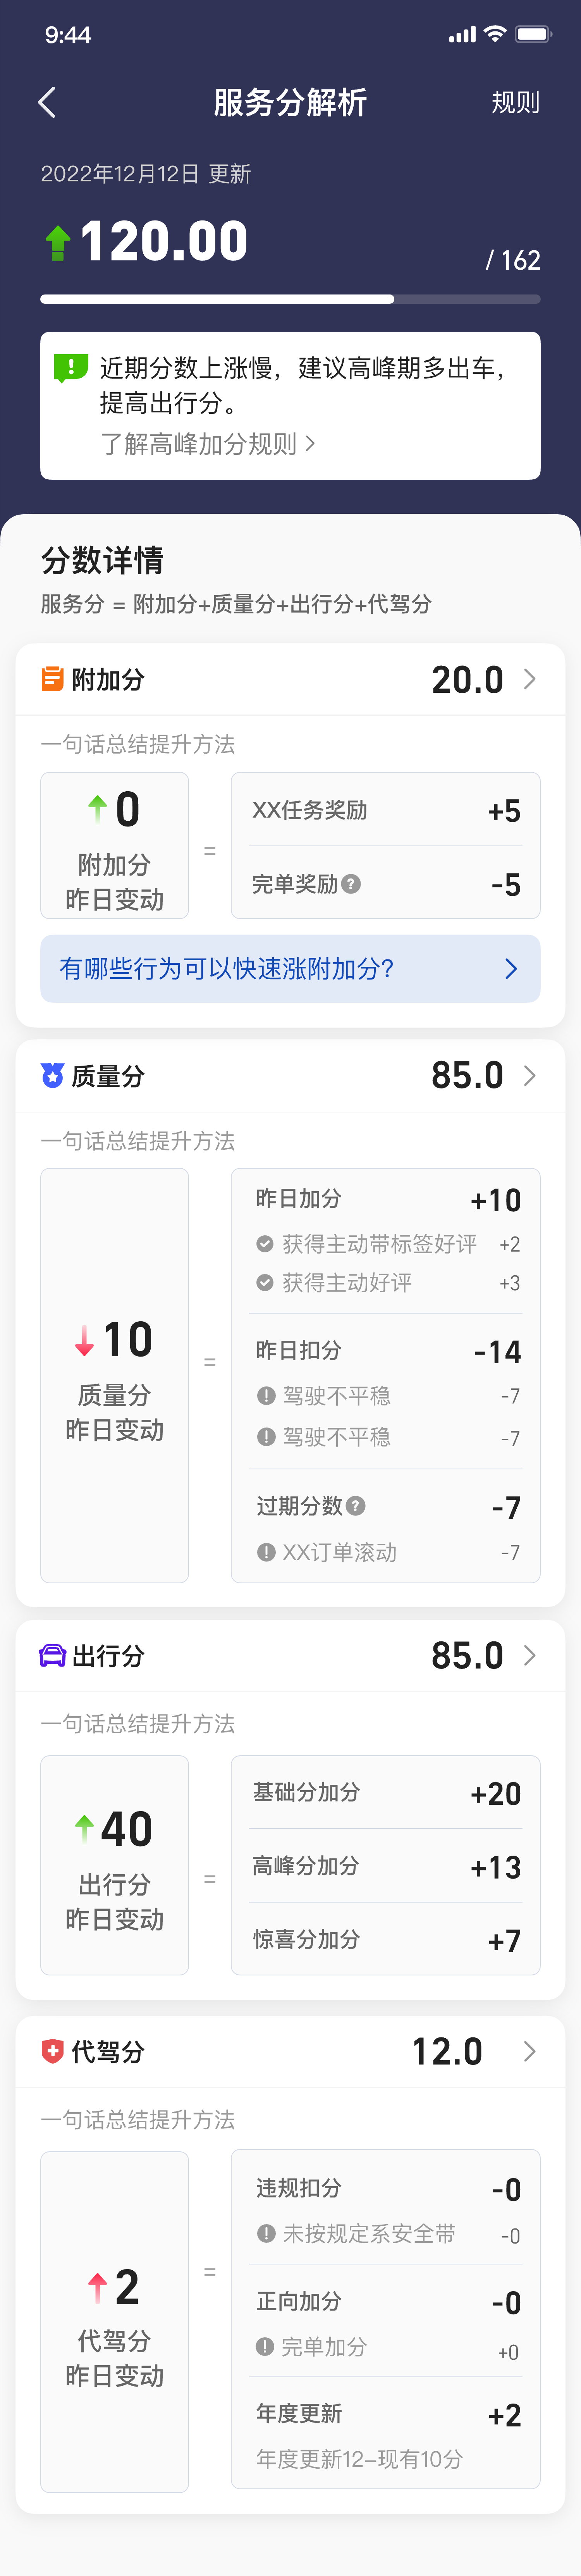 9:44
服务分解析
规则
2022年12月12日 更新
120.00
/ 162
近期分数上涨慢，建议高峰期多出车，
提高出行分。
了解高峰加分规则
分数详情
服务分 = 附加分+质量分+出行分+代驾分
附加分
20.0
一句话总结提升方法
0
附加分
昨日变动
=
XX任务奖励 +5
完单奖励 -5
有哪些行为可以快速涨附加分?
质量分
85.0
一句话总结提升方法
10
质量分
昨日变动
=
昨日加分 +10
获得主动带标签好评 +2
获得主动好评 +3
昨日扣分 -14
驾驶不平稳 -7
驾驶不平稳 -7
过期分数 -7
XX订单滚动 -7
出行分
85.0
一句话总结提升方法
40
出行分
昨日变动
=
基础分加分 +20
高峰分加分 +13
惊喜分加分 +7
代驾分
12.0
一句话总结提升方法
2
代驾分
昨日变动
=
违规扣分 -0
未按规定系安全带 -0
正向加分 -0
完单加分 +0
年度更新 +2
年度更新12-现有10分